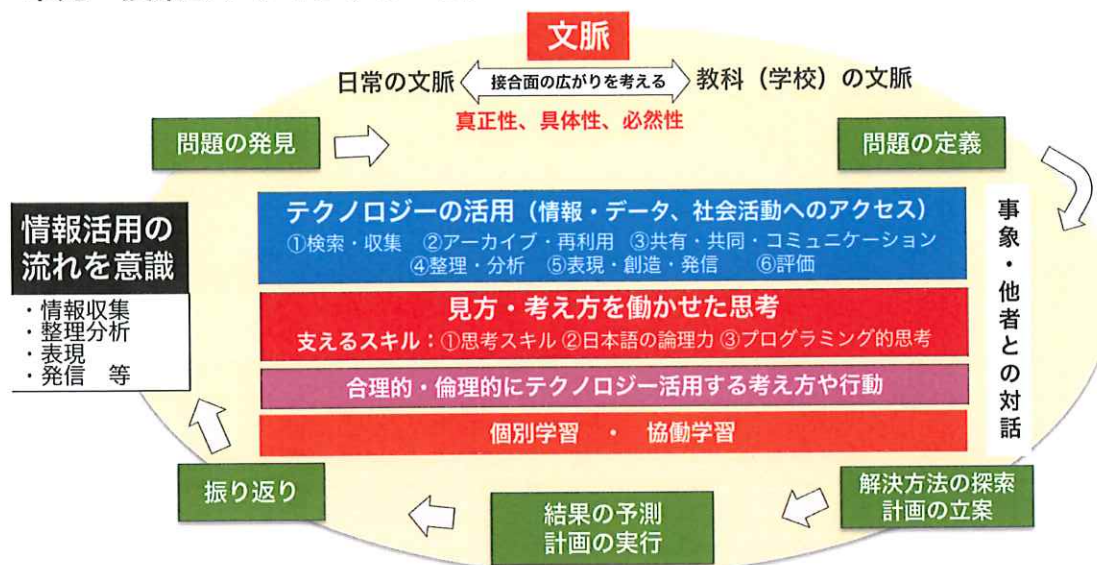 文脈
日常の文脈
接合面の広がりを考える
教科（学校）の文脈
真正性、具体性、必然性
問題の発見
問題の定義
情報活用の
流れを意識
・情報収集
・整理分析
・表現
・発信　等
テクノロジーの活用（情報・データ、社会活動へのアクセス）
①検索・収集　②アーカイブ・再利用　③共有・共同・コミュニケーション
④整理・分析　⑤表現・創造・発信　⑥評価
見方・考え方を働かせた思考
支えるスキル：①思考スキル ②日本語の論理力 ③プログラミング的思考
合理的・倫理的にテクノロジー活用する考え方や行動
個別学習　・　協働学習
事象・他者との対話
振り返り
結果の予測
計画の実行
解決方法の探索
計画の立案